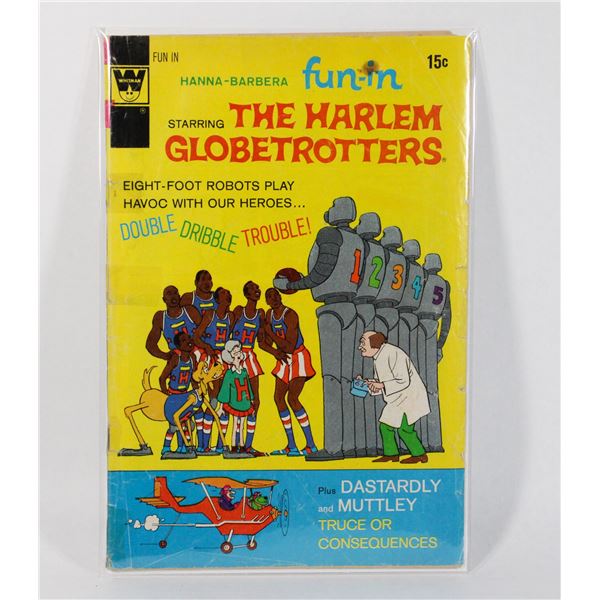 FUN IN
15¢
WHITMAN
®
HANNA-BARBERA fun-in
STARRING THE HARLEM
GLOBETROTTERS®
EIGHT-FOOT ROBOTS PLAY
HAVOC WITH OUR HEROES...
DOUBLE DRIBBLE TROUBLE!
1 2 3 4 5
H
H
Plus DASTARDLY
and MUTTLEY
TRUCE OR
CONSEQUENCES